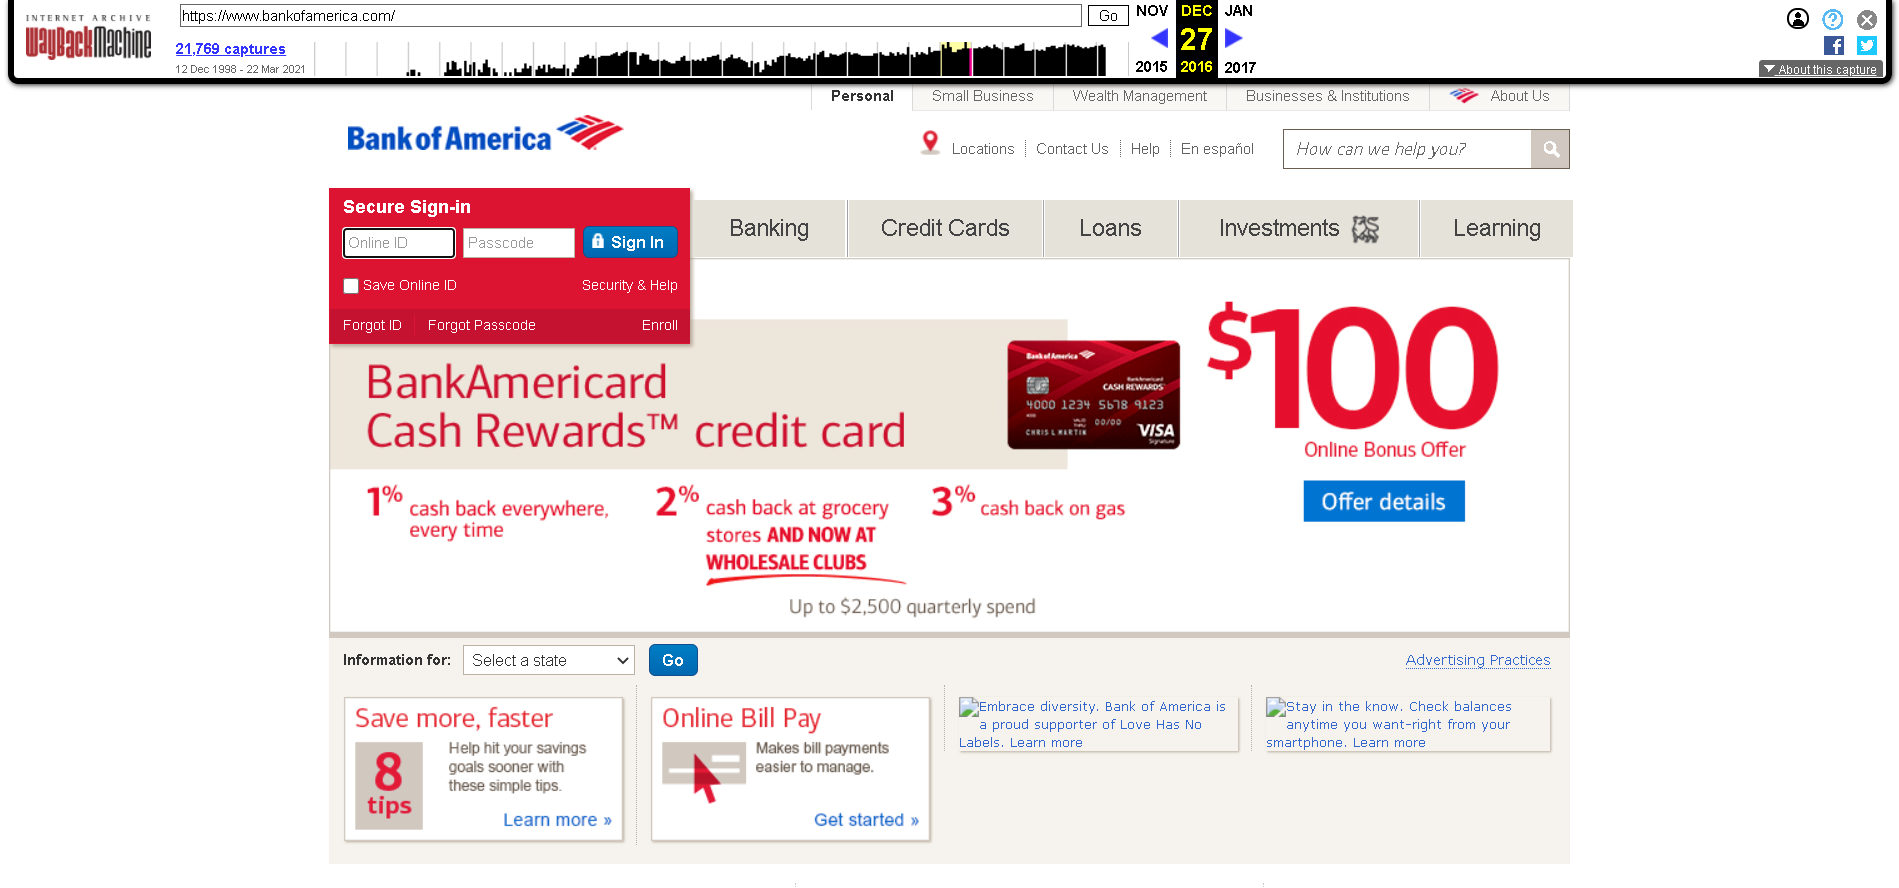 INTERNET ARCHIVE
WayBackMachine
https://www.bankofamerica.com/
Go
NOV DEC JAN
21,769 captures
27
12 Dec 1998 - 22 Mar 2021
2015 2016 2017
About this capture
Personal Small Business Wealth Management Businesses & Institutions About Us
Bank of America
Locations Contact Us Help En español
How can we help you?
Secure Sign-in
Online ID Passcode Sign In
Save Online ID Security & Help
Forgot ID Forgot Passcode Enroll
Banking Credit Cards Loans Investments Learning
BankAmericard
Cash Rewards™ credit card
Bank of America
BankAmericard
CASH REWARDS™
4000 1234 5678 9123
VALID THRU 00/00
CHRIS L MARTIN
VISA
Signature
$100
Online Bonus Offer
Offer details
1% cash back everywhere,
every time
2% cash back at grocery
stores AND NOW AT
WHOLESALE CLUBS
3% cash back on gas
Up to $2,500 quarterly spend
Information for: Select a state Go
Advertising Practices
Save more, faster
8
tips
Help hit your savings
goals sooner with
these simple tips.
Learn more »
Online Bill Pay
Makes bill payments
easier to manage.
Get started »
Embrace diversity. Bank of America is
a proud supporter of Love Has No
Labels. Learn more
Stay in the know. Check balances
anytime you want-right from your
smartphone. Learn more